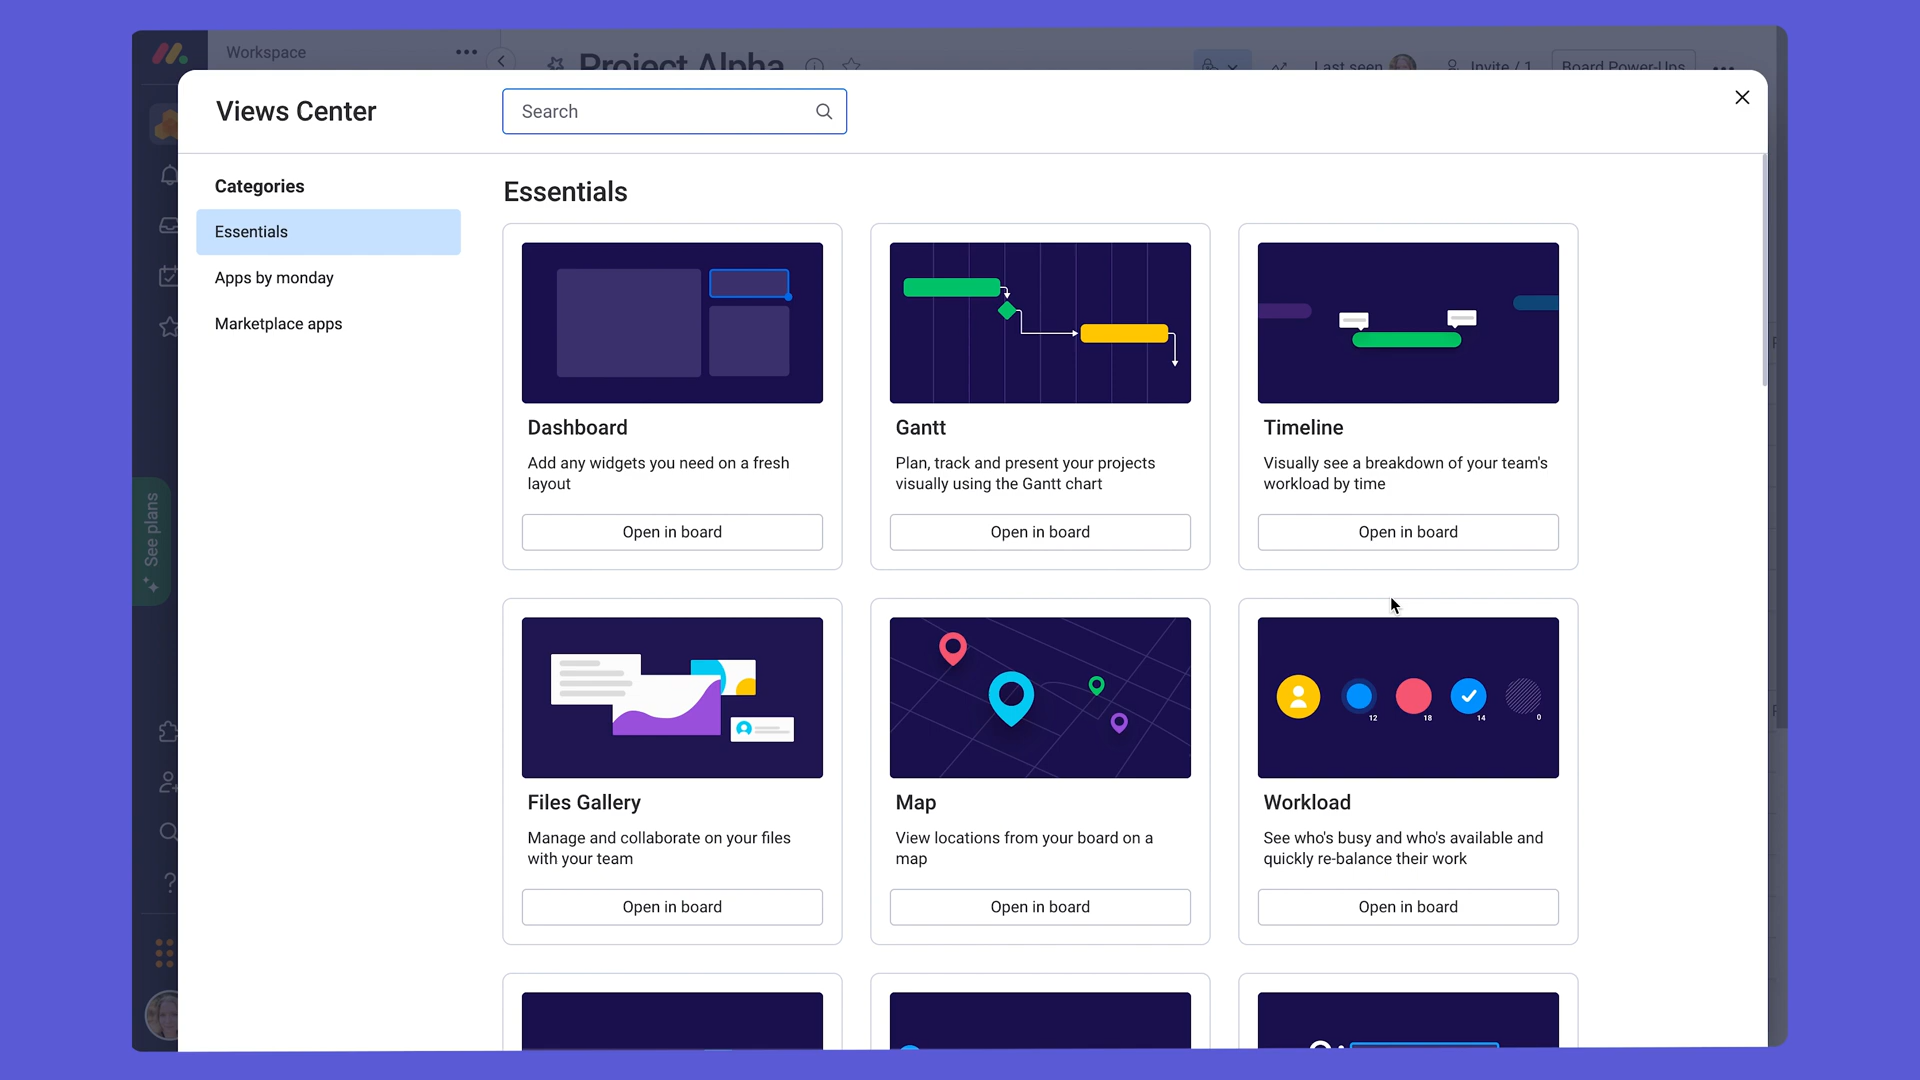 Workspace
Project Alpha
Last seen
Invite / 1
Board Power-Ups
Views Center
Search
Categories
Essentials
Apps by monday
Marketplace apps
See plans
Essentials
Dashboard
Add any widgets you need on a fresh
layout
Open in board
Gantt
Plan, track and present your projects
visually using the Gantt chart
Open in board
Timeline
Visually see a breakdown of your team's
workload by time
Open in board
Files Gallery
Manage and collaborate on your files
with your team
Open in board
Map
View locations from your board on a
map
Open in board
12
18
14
0
Workload
See who's busy and who's available and
quickly re-balance their work
Open in board